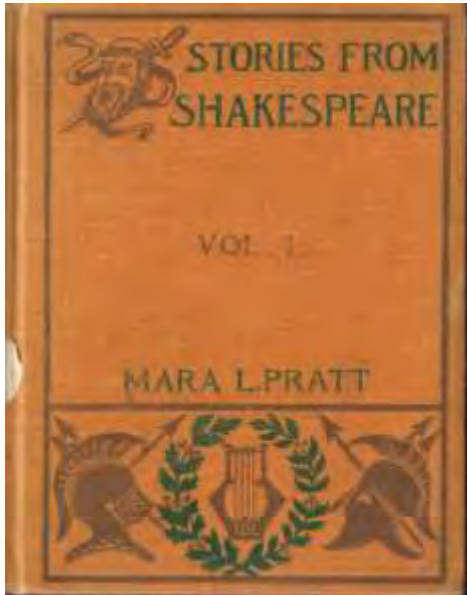 STORIES FROM
SHAKESPEARE
VOL. I.
MARA L. PRATT